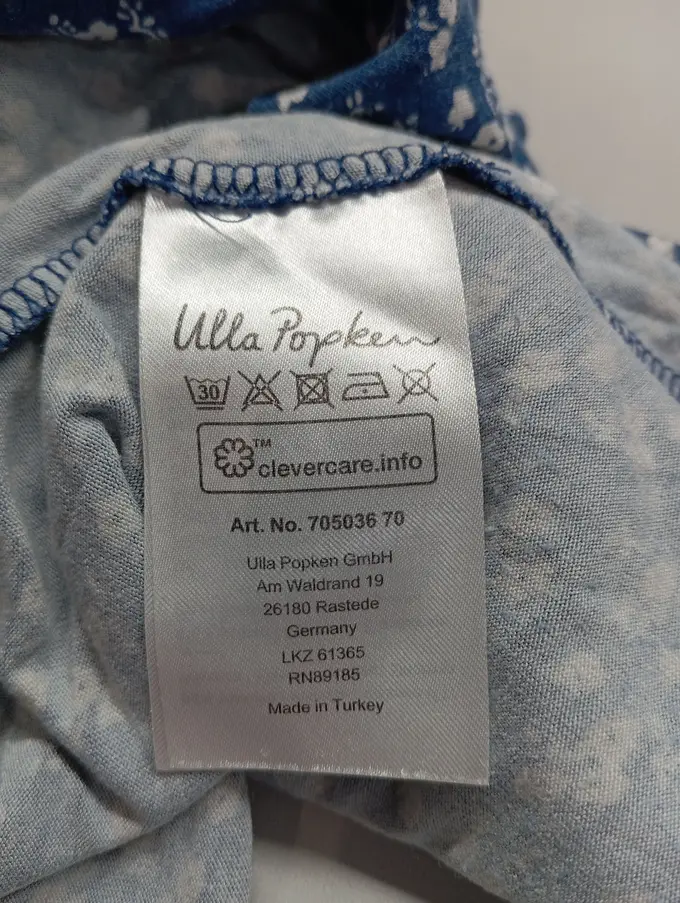 Ulla Popken
30
™
clevercare.info
Art. No. 705036 70
Ulla Popken GmbH
Am Waldrand 19
26180 Rastede
Germany
LKZ 61365
RN89185
Made in Turkey